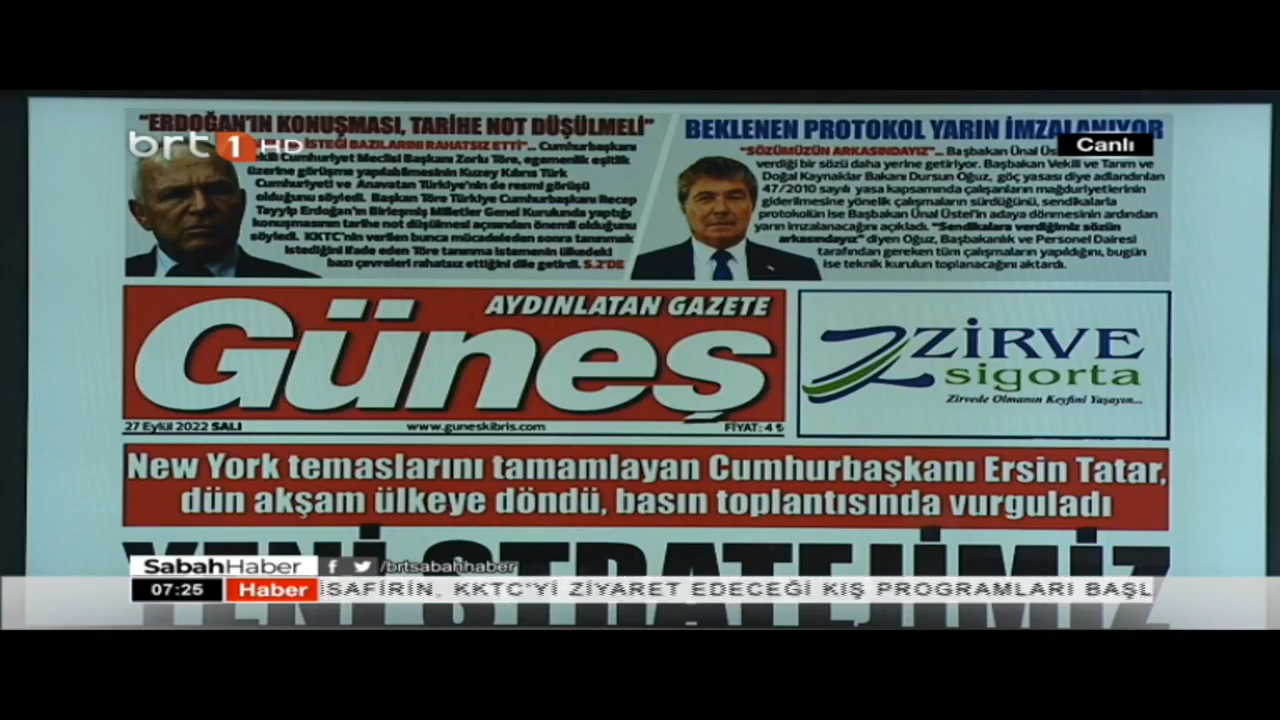 "ERDOĞAN'IN KONUŞMASI, TARİHE NOT DÜŞÜLMELİ"
İSTEĞİ BAZILARINI RAHATSIZ ETTİ"... Cumhurbaşkanı
Vekili Cumhuriyet Meclisi Başkanı Zorlu Töre, egemenlik eşitlik
üzerine görüşme yapılabilmesinin Kuzey Kıbrıs Türk
Cumhuriyeti ve Anavatan Türkiye'nin de resmi görüşü
olduğunu söyledi. Başkan Töre Türkiye Cumhurbaşkanı Recep
Tayyip Erdoğan'ın Birleşmiş Milletler Genel Kurulunda yaptığı
konuşmasının tarihe not düşülmesi açısından önemli olduğunu
söyledi. KKTC'nin verilen bunca mücadeleden sonra tanınmak
istediğini ifade eden Töre tanınma istemenin ülkedeki
bazı çevreleri rahatsız ettiğini dile getirdi. S.2'DE
BEKLENEN PROTOKOL YARIN İMZALANIYOR
"SÖZÜMÜZÜN ARKASINDAYIZ"... Başbakan Ünal
verdiği bir sözü daha yerine getiriyor. Başbakan Vekili ve Tarım ve
Doğal Kaynaklar Bakanı Dursun Oğuz, göç yasası diye adlandırılan
47/2010 sayılı yasa kapsamında çalışanların mağduriyetlerinin
giderilmesine yönelik çalışmaların sürdüğünü, sendikalarla
protokolün ise Başbakan Ünal Üstel'in adaya dönmesinin ardından
yarın imzalanacağını açıkladı. "Sendikalara verdiğimiz sözün
arkasındayız" diyen Oğuz, Başbakanlık ve Personel Dairesi
tarafından gereken tüm çalışmaların yapıldığını, bugün
ise teknik kurulun toplanacağını aktardı.
brt 1 HD
Canlı
AYDINLATAN GAZETE
Güneş
27 Eylül 2022 SALI www.guneskibris.com FİYAT: 4 ₺
ZİRVE
sigorta
Zirvede Olmanın Keyfini Yaşayın...
New York temaslarını tamamlayan Cumhurbaşkanı Ersin Tatar,
dün akşam ülkeye döndü, basın toplantısında vurguladı
YENİ STRATEJİMİZ
SabahHaber /brtsabahhaber
07:25 Haber İSAFİRİN, KKTC'Yİ ZİYARET EDECEĞİ KIŞ PROGRAMLARI BAŞL